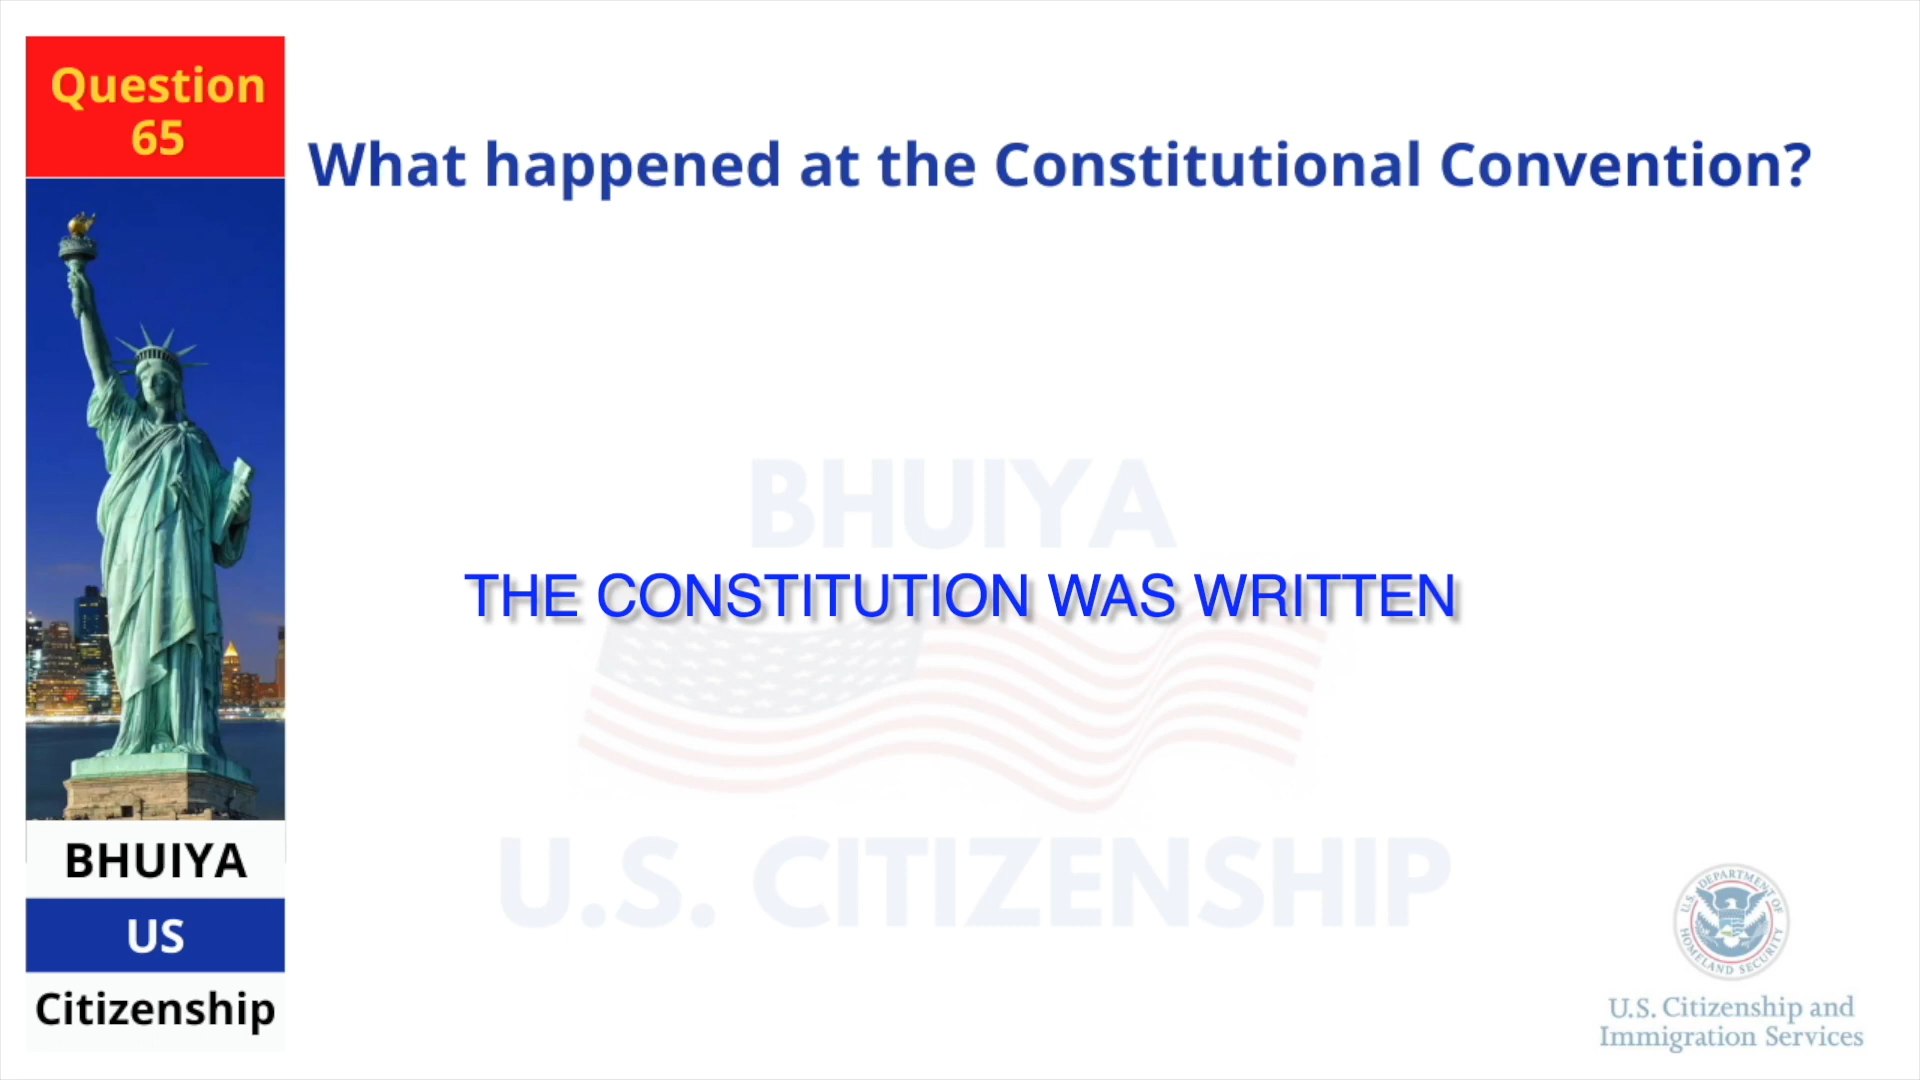 Question
65
What happened at the Constitutional Convention?
BHUIYA
THE CONSTITUTION WAS WRITTEN
U.S. CITIZENSHIP
BHUIYA
US
Citizenship
U.S. DEPARTMENT OF
HOMELAND SECURITY
U.S. Citizenship and
Immigration Services